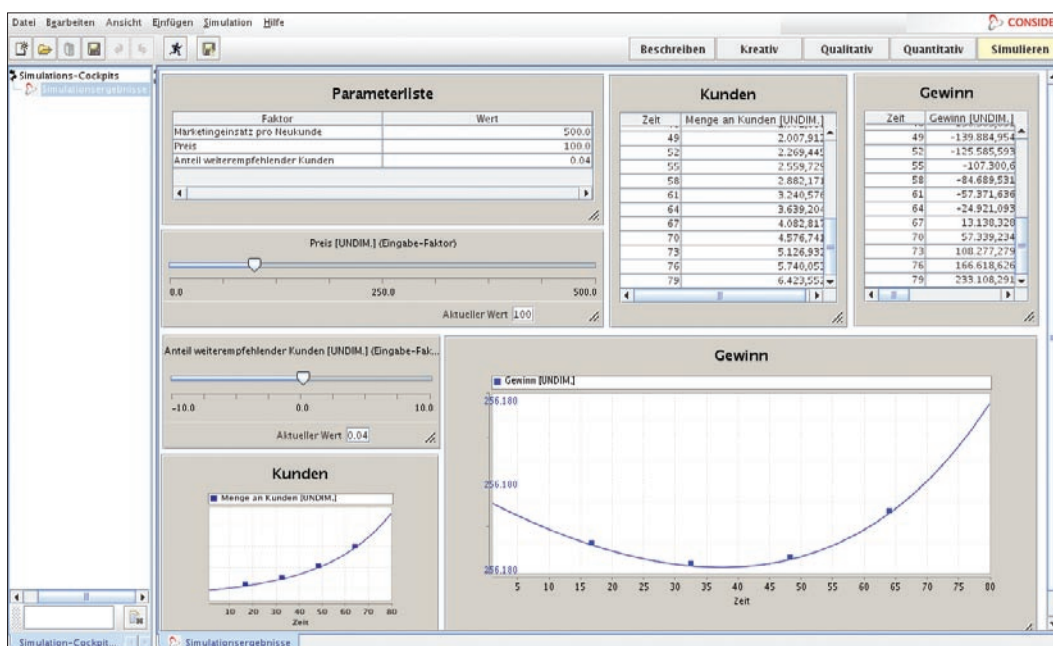 Datei Bearbeiten Ansicht Einfügen Simulation Hilfe
CONSIDE
Beschreiben Kreativ Qualitativ Quantitativ Simulieren
Simulations-Cockpits
Simulationsergebnisse
Parameterliste
Faktor Wert
Marketingeinsatz pro Neukunde 500.0
Preis 100.0
Anteil weiterempfehlender Kunden 0.04
Preis [UNDIM.] (Eingabe-Faktor)
0.0 250.0 500.0
Aktueller Wert 100
Kunden
Zeit Menge an Kunden [UNDIM.]
49 2.007,912
52 2.269,445
55 2.559,729
58 2.882,171
61 3.240,576
64 3.639,204
67 4.082,817
70 4.576,741
73 5.126,932
76 5.740,052
79 6.423,552
Gewinn
Zeit Gewinn [UNDIM.]
49 -139.884,954
52 -125.585,593
55 -107.300,6
58 -84.689,531
61 -57.371,636
64 -24.921,093
67 13.138,328
70 57.339,234
73 108.277,279
76 166.618,626
79 233.108,291
Anteil weiterempfehlender Kunden [UNDIM.] (Eingabe-Fak...
-10.0 0.0 10.0
Aktueller Wert 0.04
Kunden
Menge an Kunden [UNDIM.]
10 20 30 40 50 60 70 80
Zeit
Gewinn
Gewinn [UNDIM.]
256.180
256.180
256.180
5 10 15 20 25 30 35 40 45 50 55 60 65 70 75 80
Zeit
Simulation-Cockpit...
Simulationsergebnisse